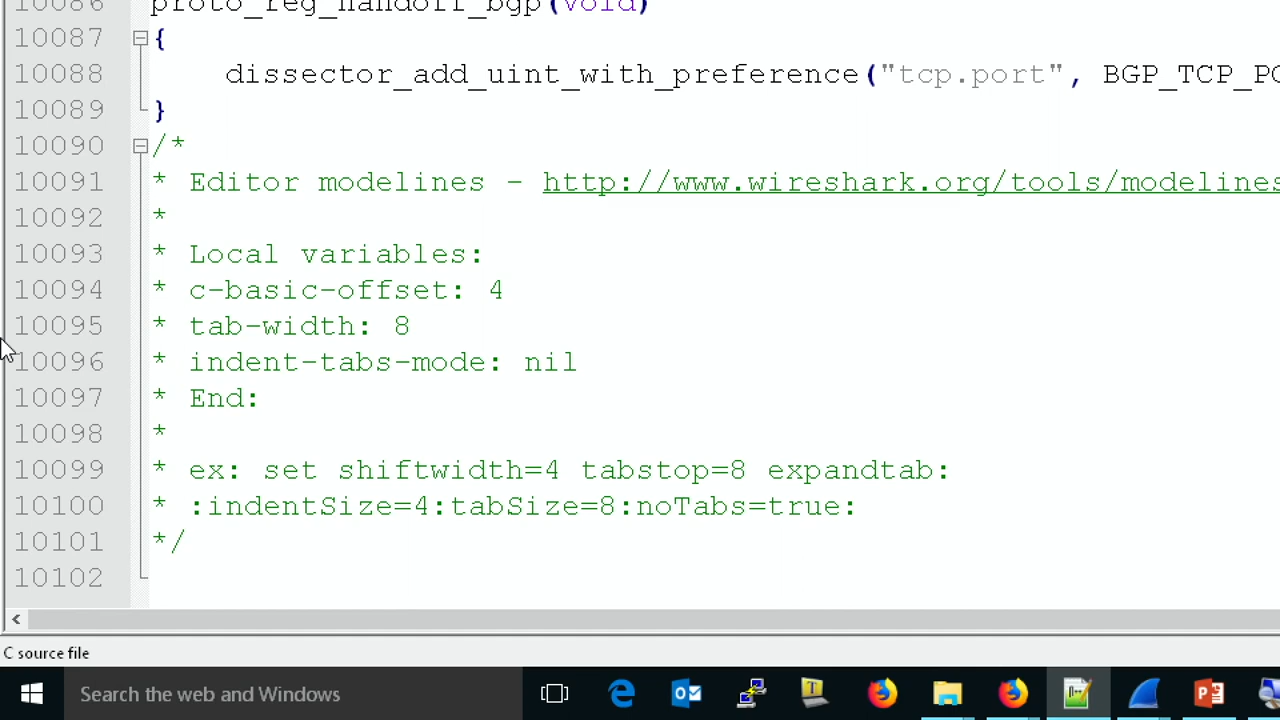 10086 proto_reg_handoff_bgp(void)
10087 {
10088 dissector_add_uint_with_preference("tcp.port", BGP_TCP_PO
10089 }
10090 /*
10091 * Editor modelines - http://www.wireshark.org/tools/modelines
10092 *
10093 * Local variables:
10094 * c-basic-offset: 4
10095 * tab-width: 8
10096 * indent-tabs-mode: nil
10097 * End:
10098 *
10099 * ex: set shiftwidth=4 tabstop=8 expandtab:
10100 * :indentSize=4:tabSize=8:noTabs=true:
10101 */
10102
C source file
Search the web and Windows